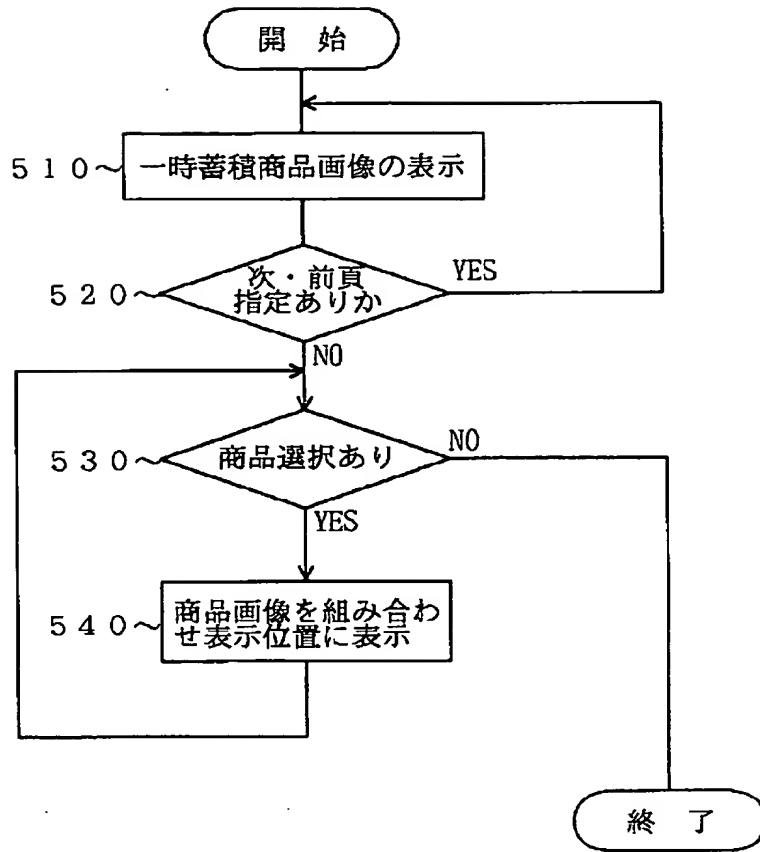 開 始
510～ 一時蓄積商品画像の表示
520～ 次・前頁
指定ありか
YES
NO
530～ 商品選択あり
NO
YES
540～ 商品画像を組み合わ
せ表示位置に表示
終 了